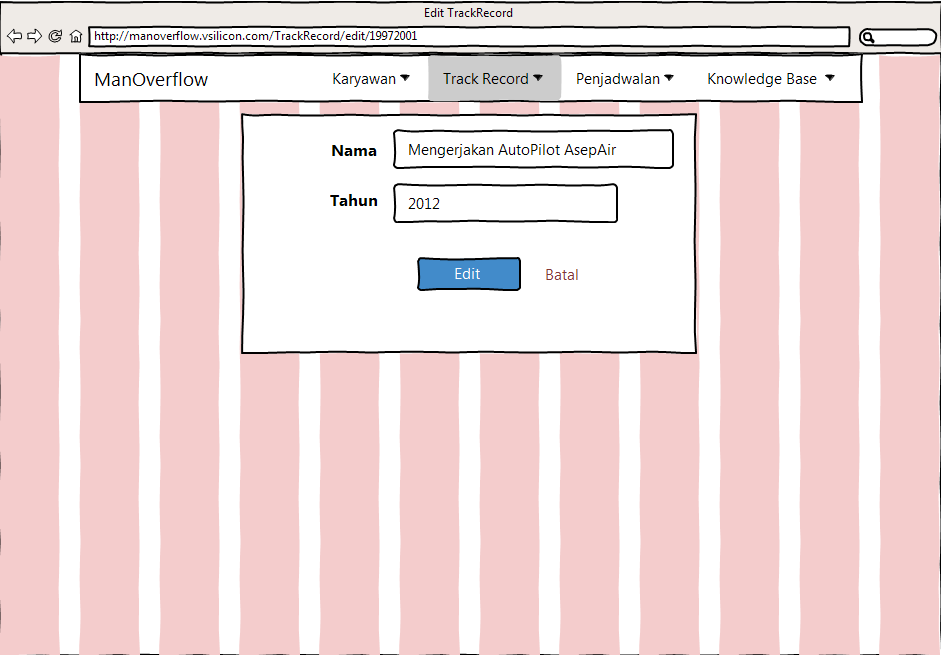 Edit TrackRecord
http://manoverflow.vsilicon.com/TrackRecord/edit/19972001
ManOverflow Karyawan Track Record Penjadwalan Knowledge Base
Nama Mengerjakan AutoPilot AsepAir
Tahun 2012
Edit Batal